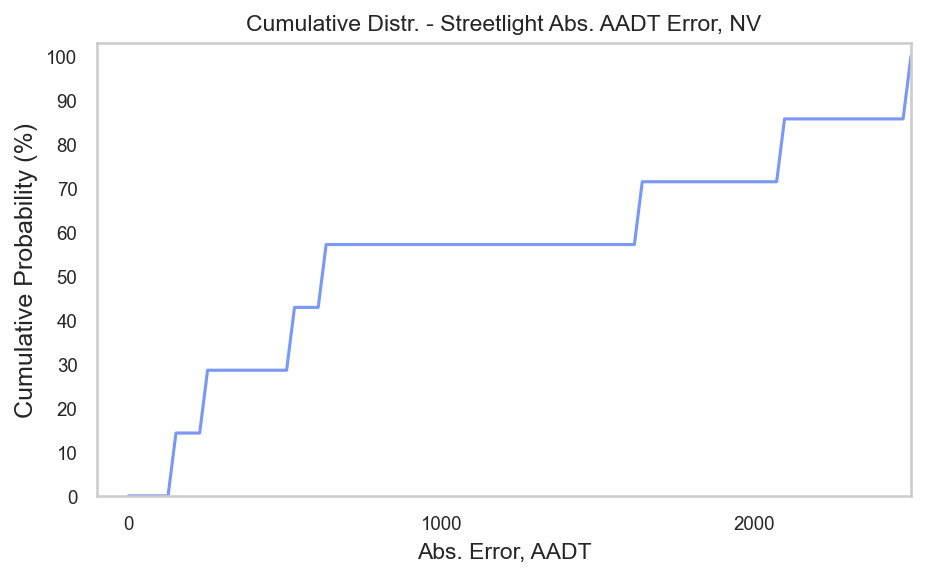 Cumulative Distr. - Streetlight Abs. AADT Error, NV
Cumulative Probability (%)
100
90
80
70
60
50
40
30
20
10
0
0 1000 2000
Abs. Error, AADT